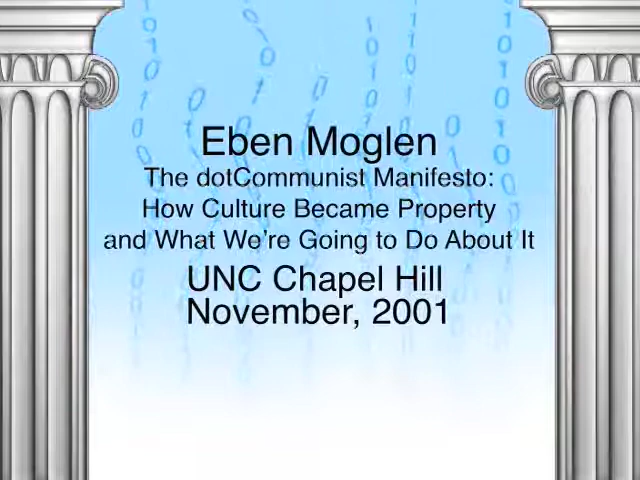 Eben Moglen
The dotCommunist Manifesto:
How Culture Became Property
and What We're Going to Do About It
UNC Chapel Hill
November, 2001